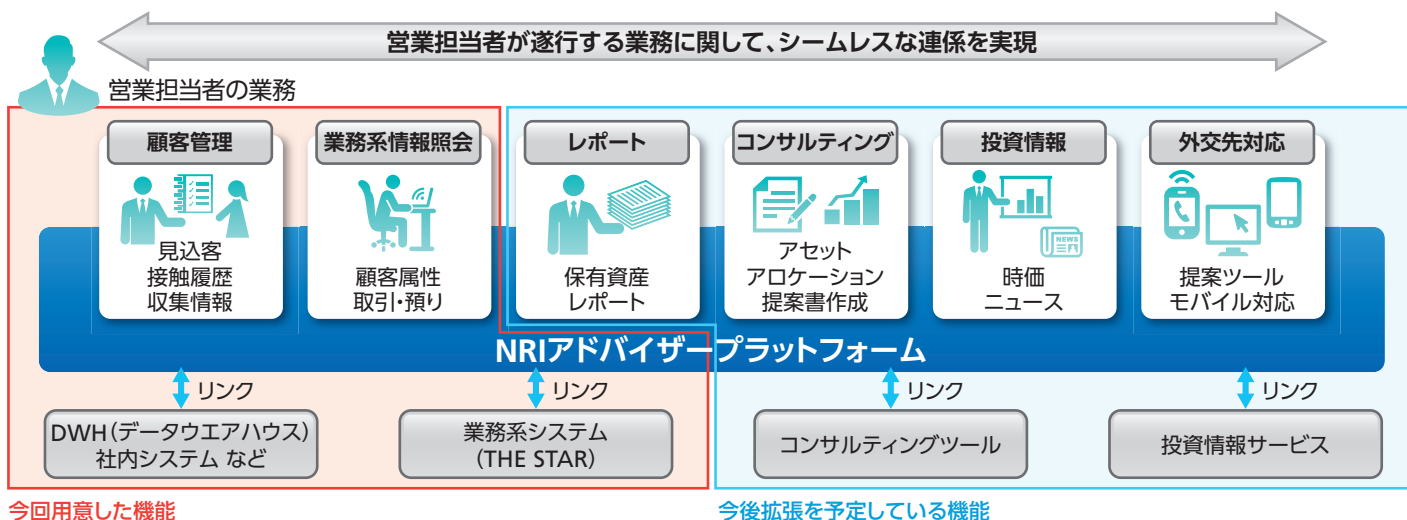 営業担当者が遂行する業務に関して、シームレスな連係を実現
営業担当者の業務
顧客管理
見込客
接触履歴
収集情報
業務系情報照会
顧客属性
取引・預り
レポート
保有資産
レポート
コンサルティング
アセット
アロケーション
提案書作成
投資情報
NEWS
時価
ニュース
外交先対応
提案ツール
モバイル対応
NRIアドバイザープラットフォーム
リンク
リンク
リンク
リンク
DWH（データウエアハウス）
社内システム など
業務系システム
（THE STAR）
コンサルティングツール
投資情報サービス
今回用意した機能
今後拡張を予定している機能